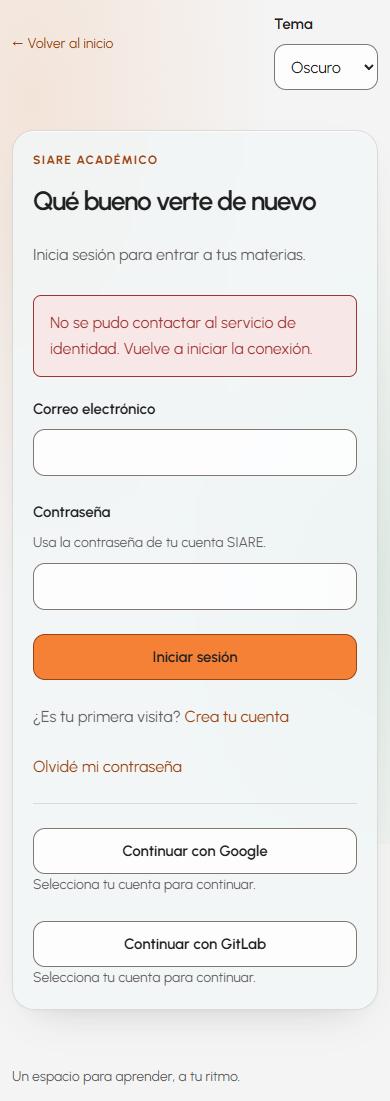 Tema
← Volver al inicio
Oscuro
SIARE ACADÉMICO
Qué bueno verte de nuevo
Inicia sesión para entrar a tus materias.
No se pudo contactar al servicio de
identidad. Vuelve a iniciar la conexión.
Correo electrónico
Contraseña
Usa la contraseña de tu cuenta SIARE.
Iniciar sesión
¿Es tu primera visita? Crea tu cuenta
Olvidé mi contraseña
Continuar con Google
Selecciona tu cuenta para continuar.
Continuar con GitLab
Selecciona tu cuenta para continuar.
Un espacio para aprender, a tu ritmo.